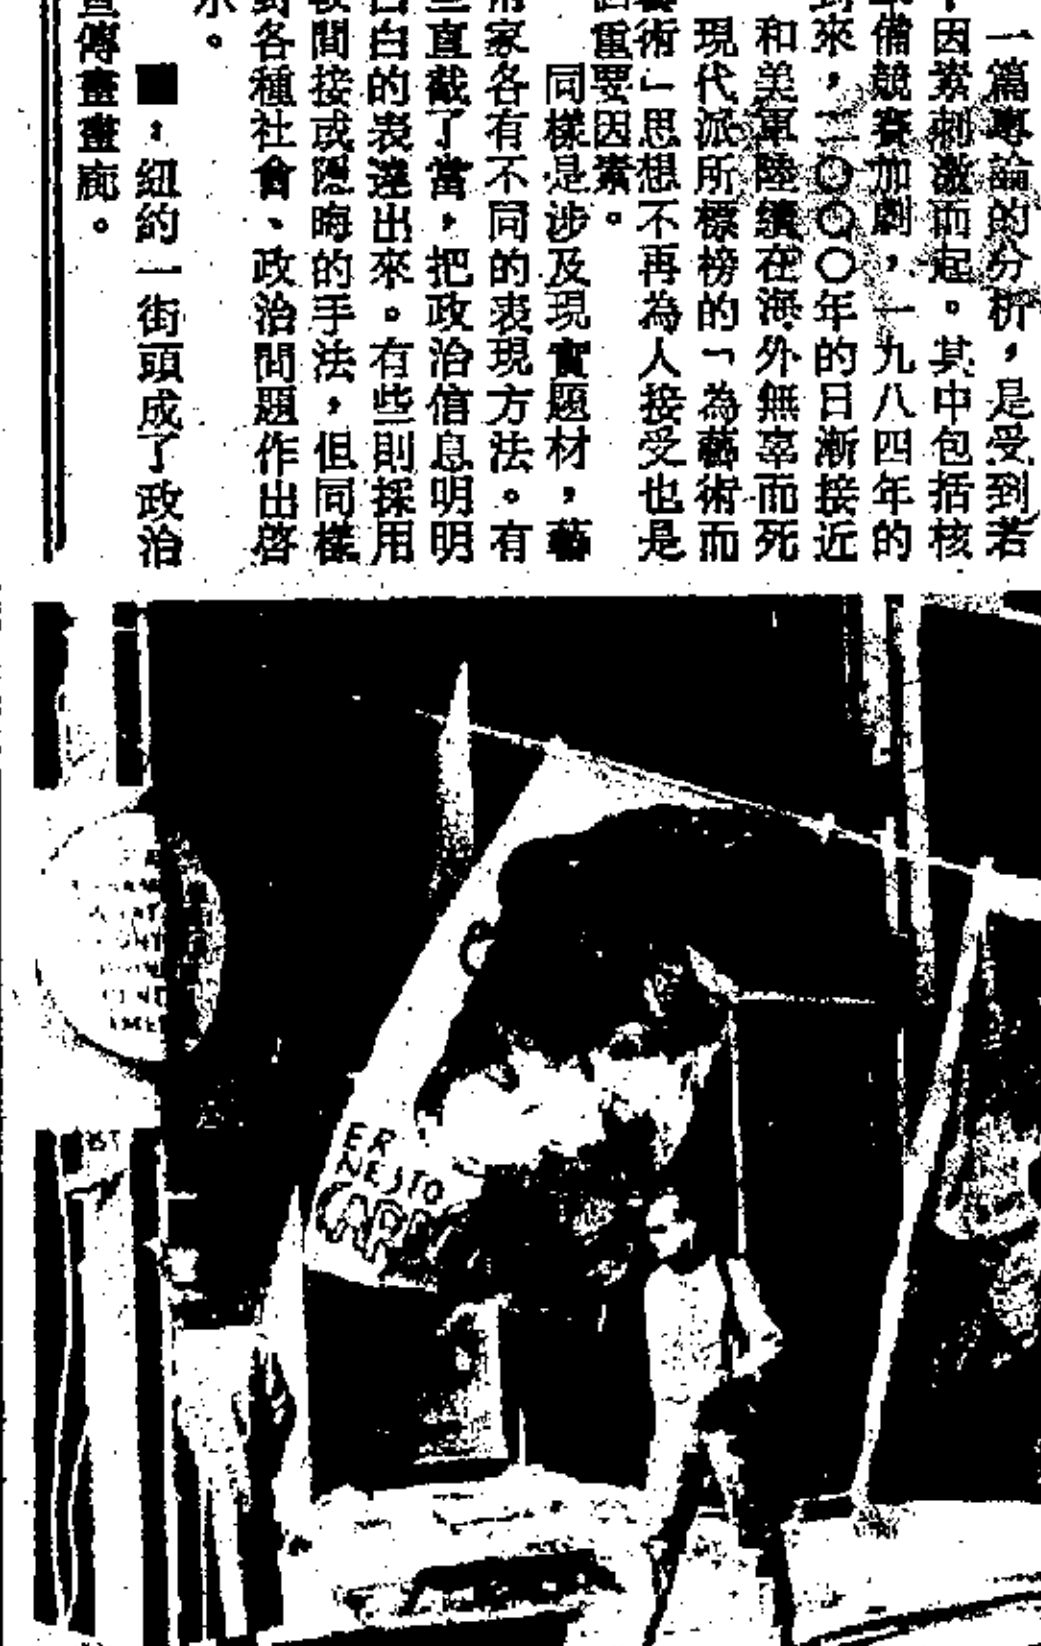 一篇專論的分析，是受到若
因素刺激而起。其中包括核
備競賽加劇，一九八四年的
來，二〇〇〇年的日漸接近
和美軍陸續在海外無辜而死
現代派所標榜的「為藝術而
術」思想不再為人接受也是
重要因素。
同樣是涉及現實題材，藝
家各有不同的表現方法。有
直截了當，把政治信息明明
白白的表達出來。有些則採用
較間接或隱晦的手法，但同樣
對各種社會、政治問題作出啓
示。
■：紐約一街頭成了政治
宣傳畫畫廊。
ER
NESTO
CAR